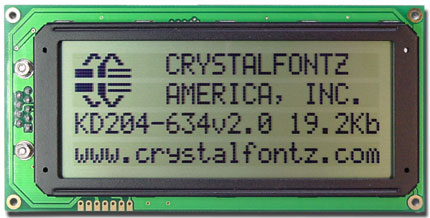 CRYSTALFONTZ
AMERICA, INC.
KD204-634v2.0 19.2Kb
www.crystalfontz.com